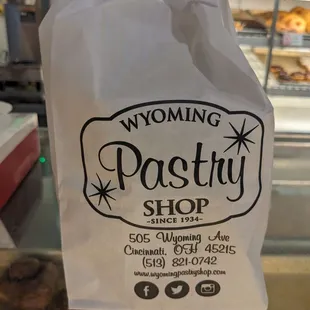 WYOMING
Pastry
SHOP
-SINCE 1934-
505 Wyoming Ave
Cincinnati, OH 45215
(513) 821-0742
www.wyomingpastryshop.com